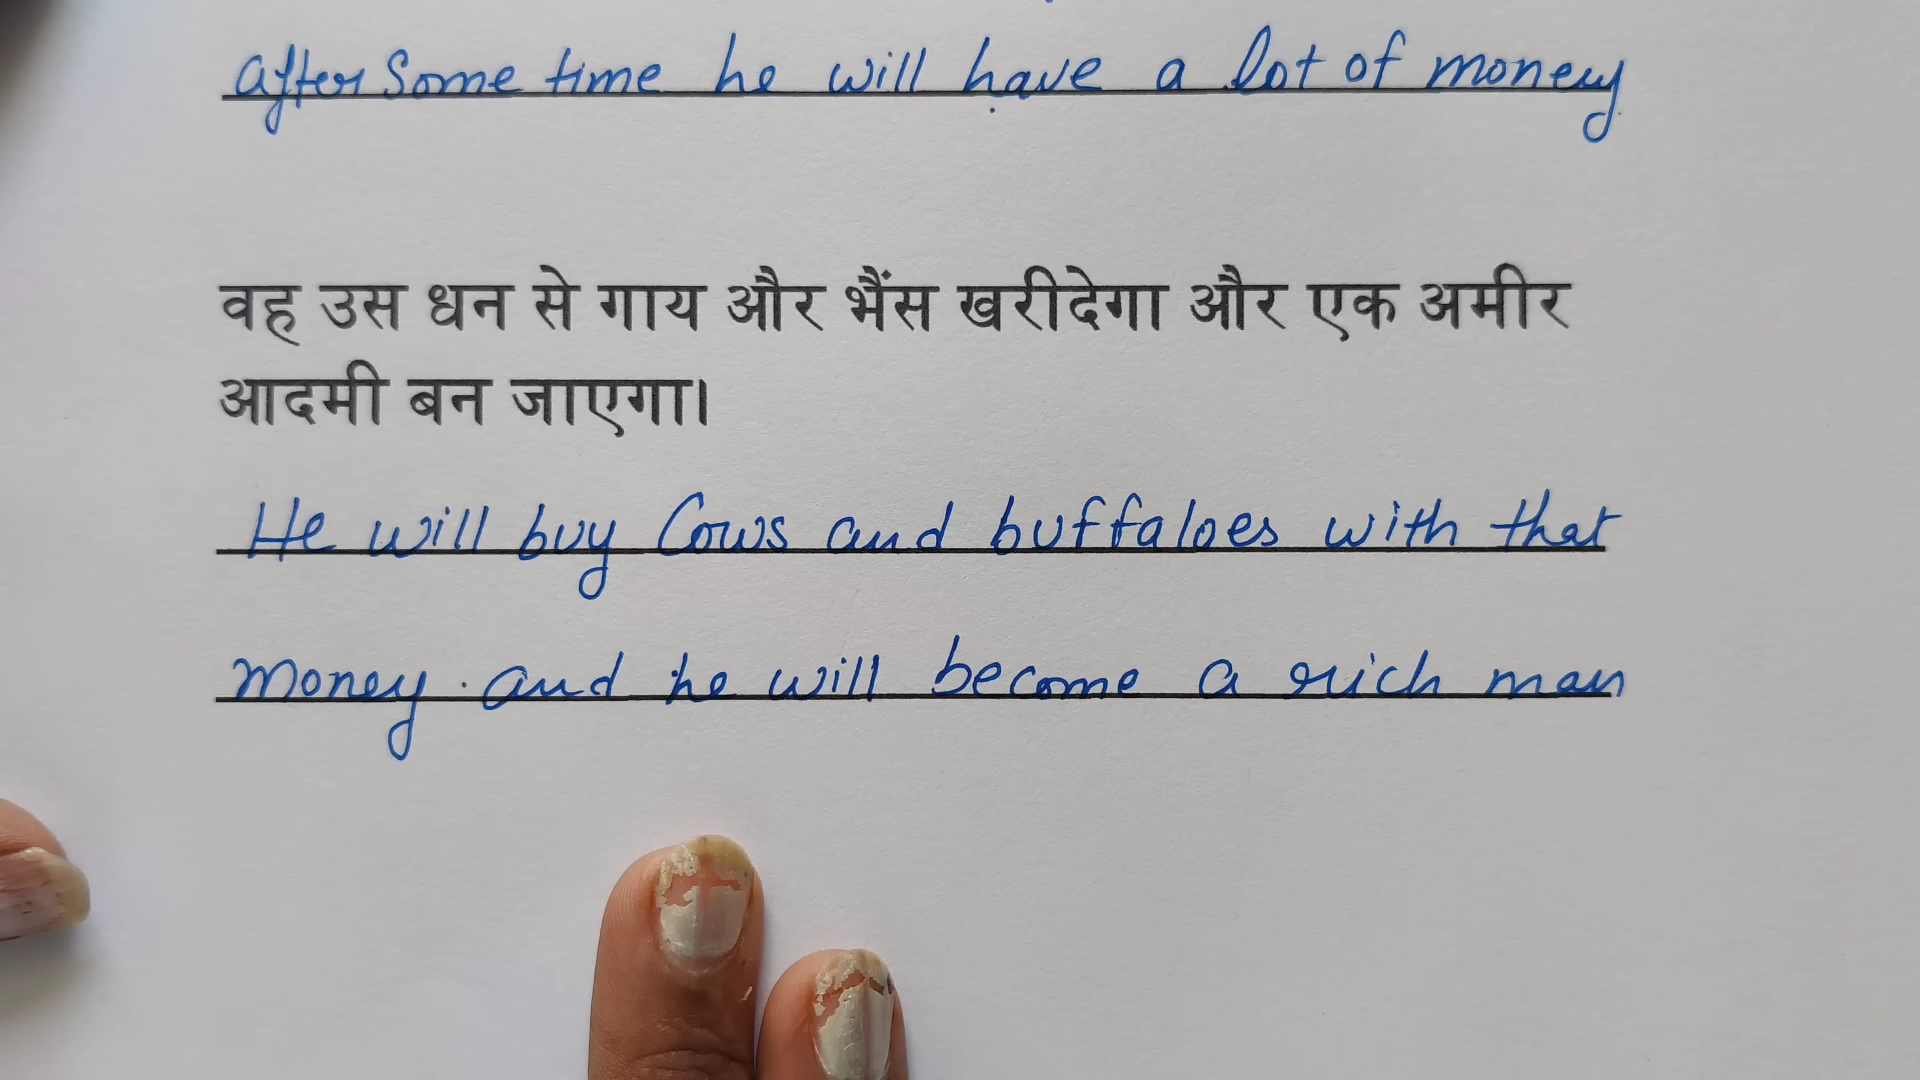 after some time he will have a lot of money
वह उस धन से गाय और भैंस खरीदेगा और एक अमीर
आदमी बन जाएगा।
He will buy Cows and buffaloes with that
money. and he will become a rich man